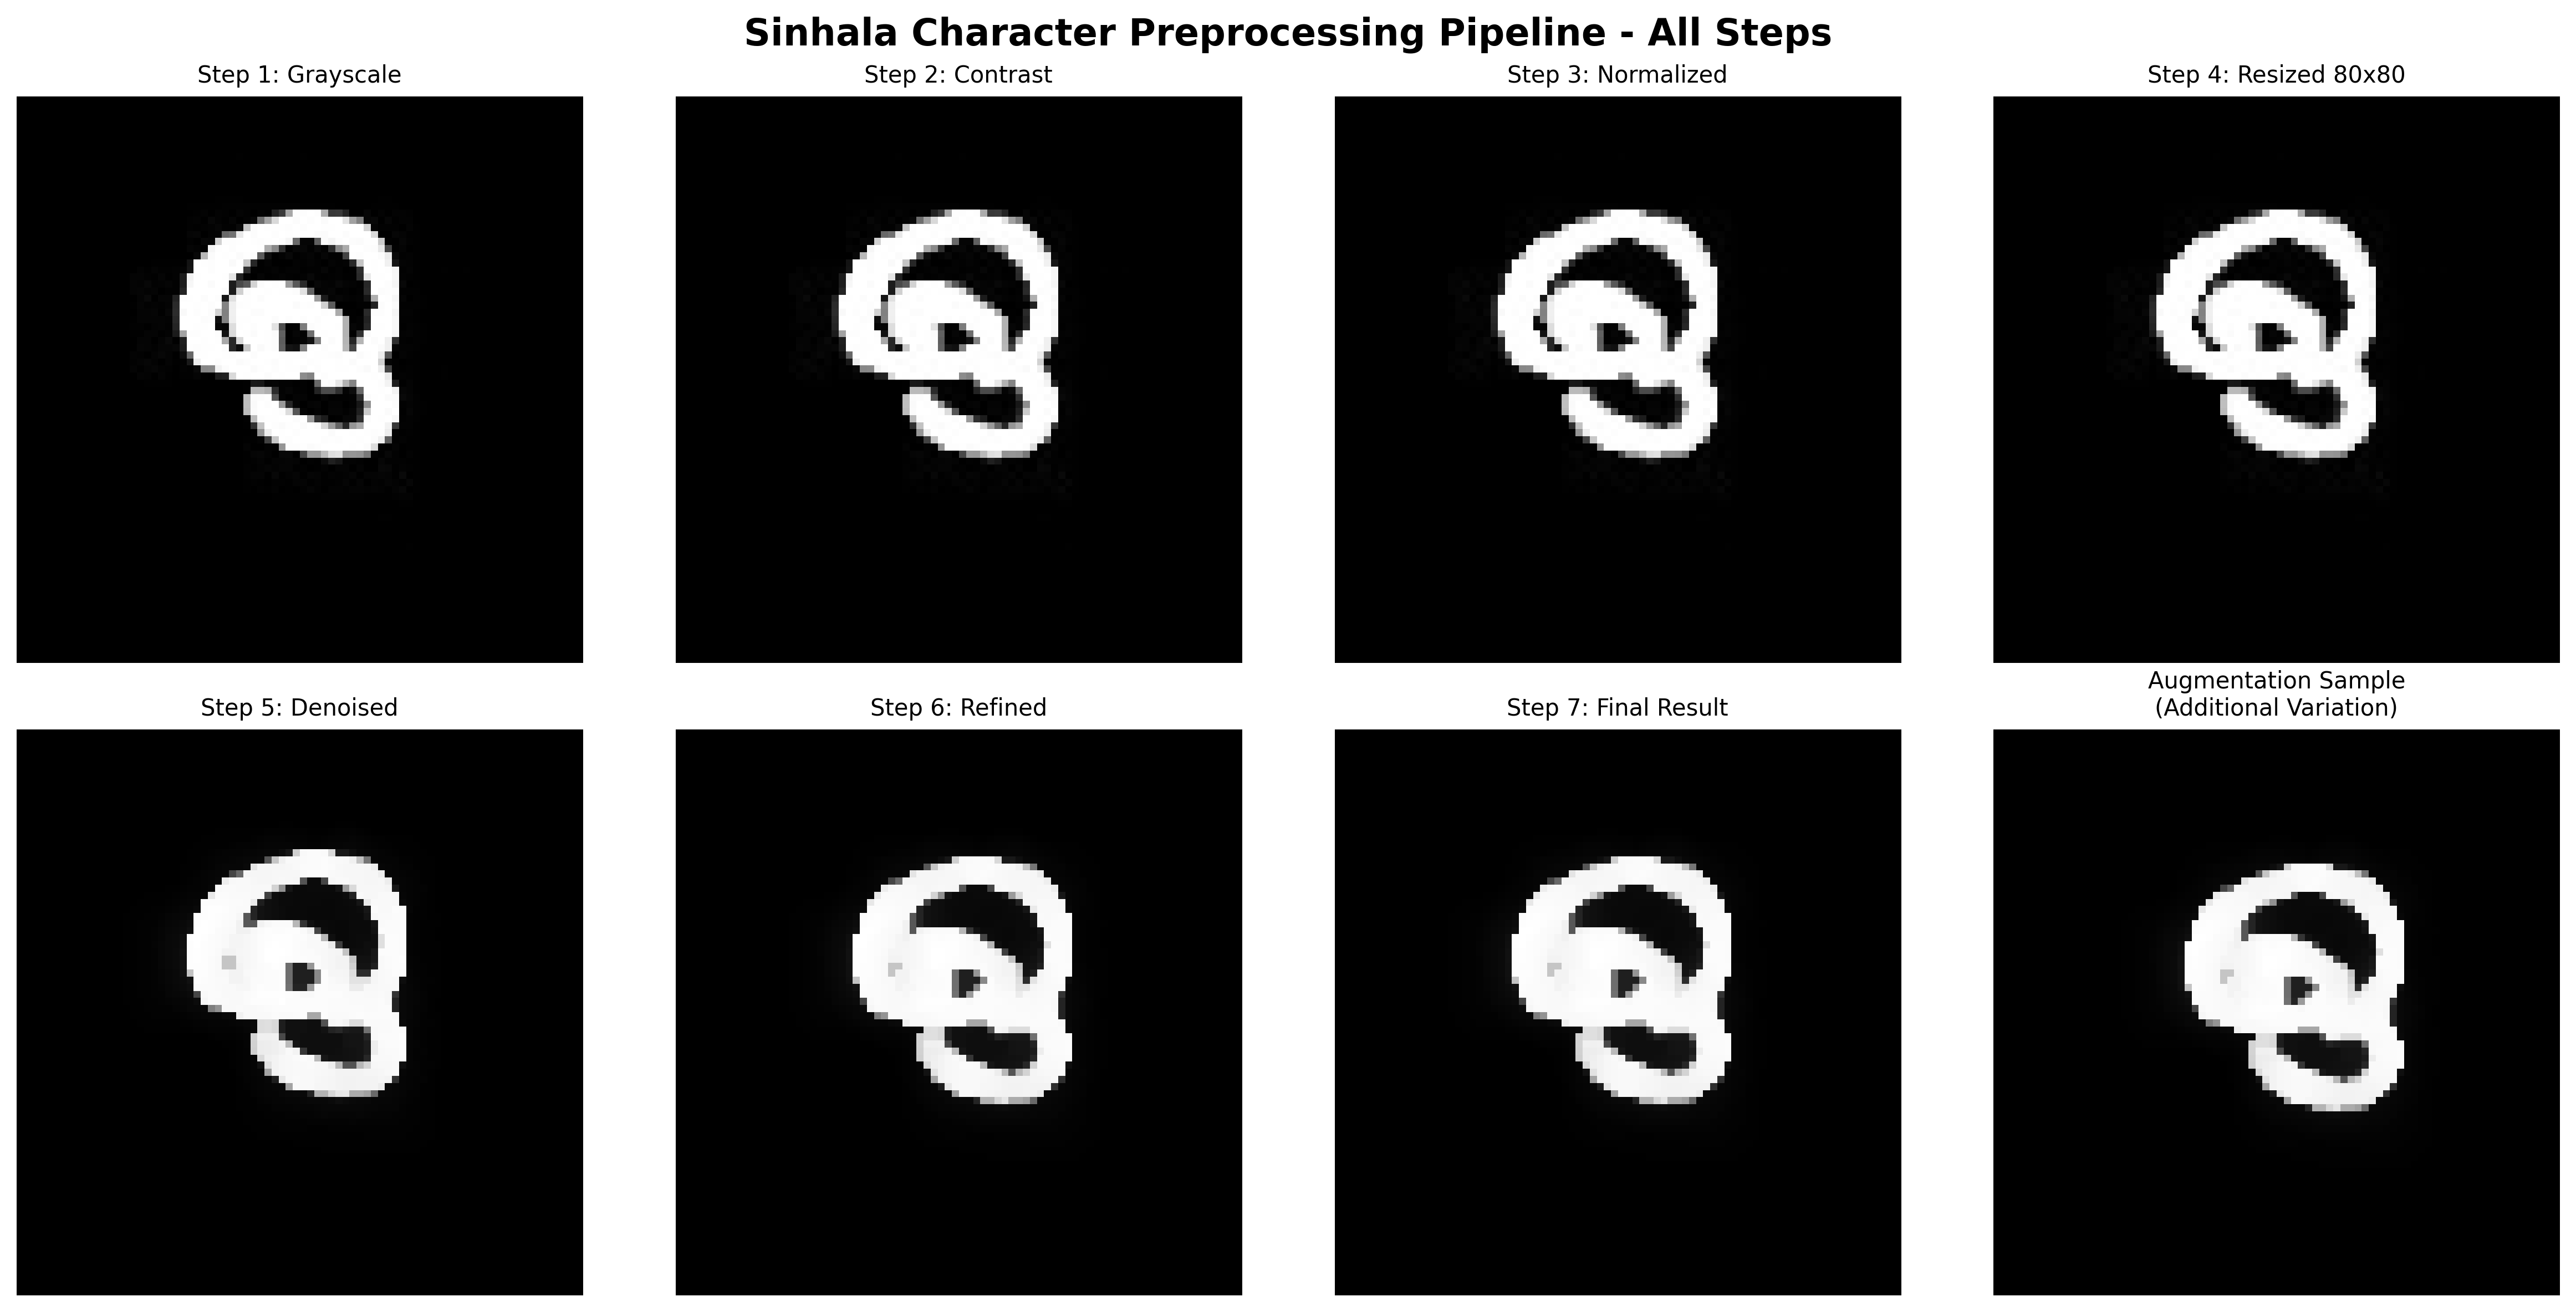 Sinhala Character Preprocessing Pipeline - All Steps
Step 1: Grayscale
Step 2: Contrast
Step 3: Normalized
Step 4: Resized 80x80
Step 5: Denoised
Step 6: Refined
Step 7: Final Result
Augmentation Sample
(Additional Variation)